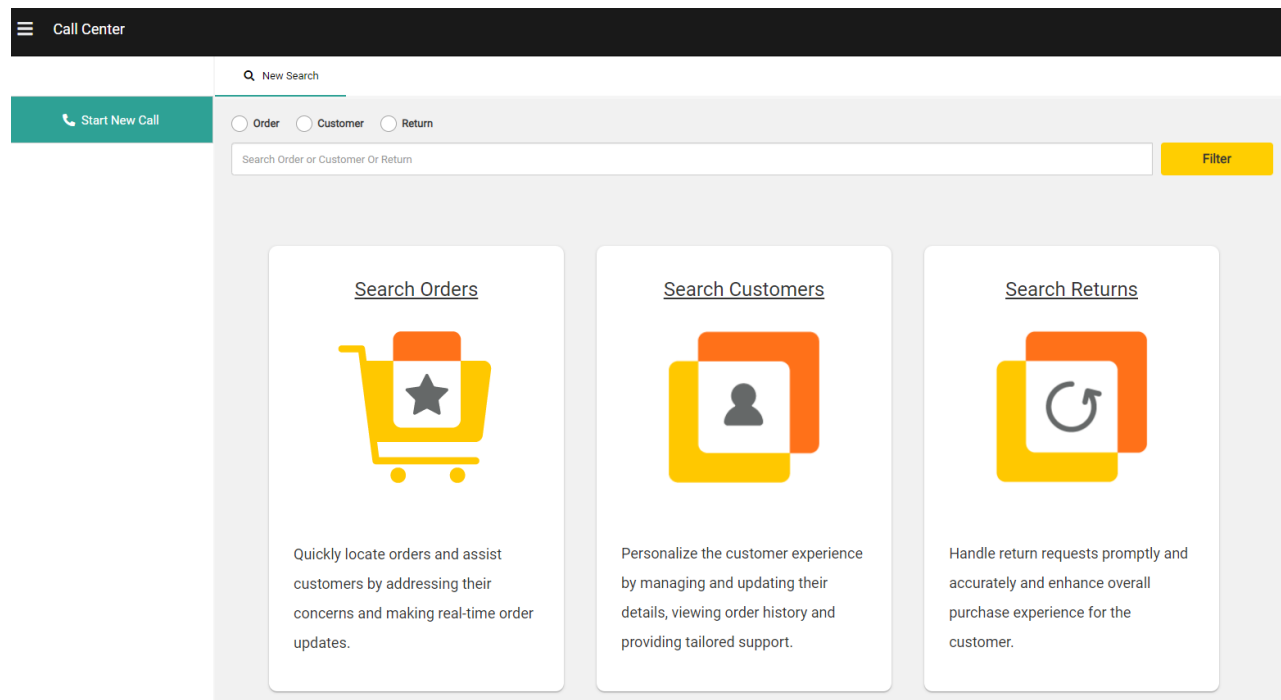 Call Center
New Search
Start New Call
Order Customer Return
Search Order or Customer Or Return
Filter
Search Orders
Quickly locate orders and assist
customers by addressing their
concerns and making real-time order
updates.
Search Customers
Personalize the customer experience
by managing and updating their
details, viewing order history and
providing tailored support.
Search Returns
Handle return requests promptly and
accurately and enhance overall
purchase experience for the
customer.